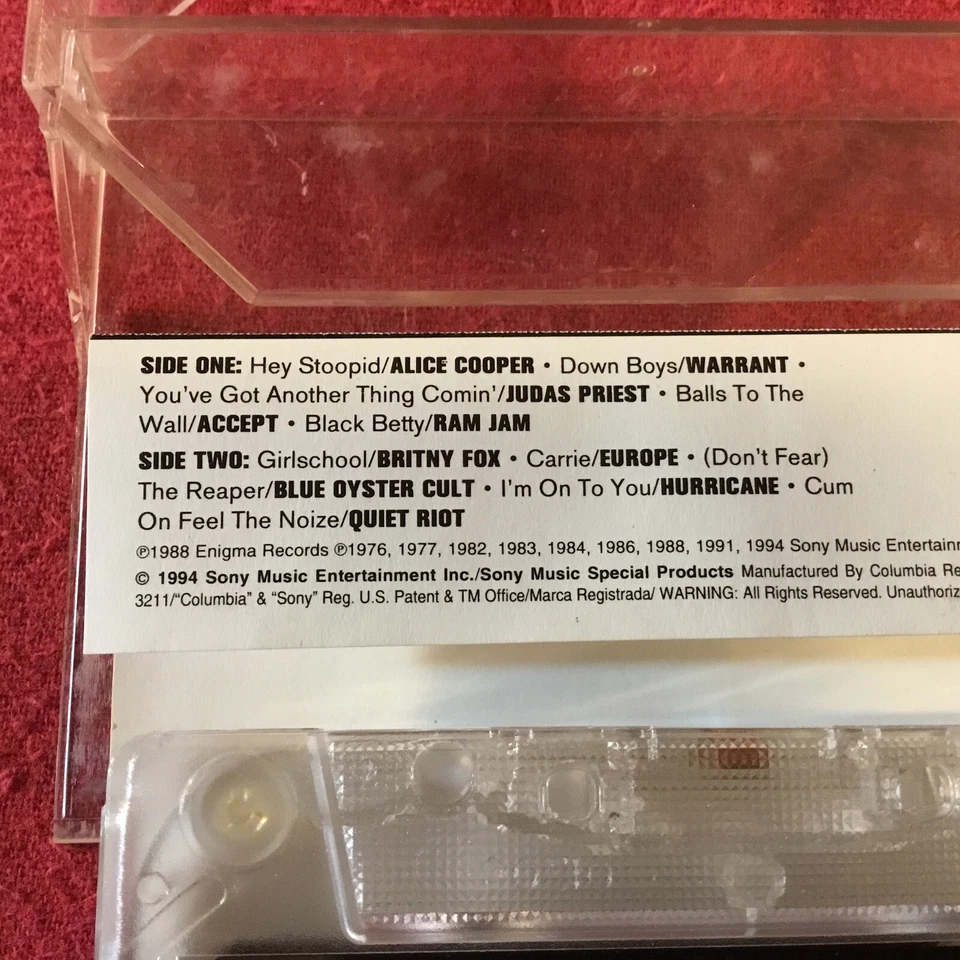 SIDE ONE: Hey Stoopid/ALICE COOPER • Down Boys/WARRANT •
You've Got Another Thing Comin'/JUDAS PRIEST • Balls To The
Wall/ACCEPT • Black Betty/RAM JAM
SIDE TWO: Girlschool/BRITNY FOX • Carrie/EUROPE • (Don't Fear)
The Reaper/BLUE OYSTER CULT • I'm On To You/HURRICANE • Cum
On Feel The Noize/QUIET RIOT
℗1988 Enigma Records ℗1976, 1977, 1982, 1983, 1984, 1986, 1988, 1991, 1994 Sony Music
© 1994 Sony Music Entertainment Inc./Sony Music Special Products Manufactured By Columbia
3211/“Columbia” & “Sony” Reg. U.S. Patent & TM Office/Marca Registrada/ WARNING: All Rights Reserved.